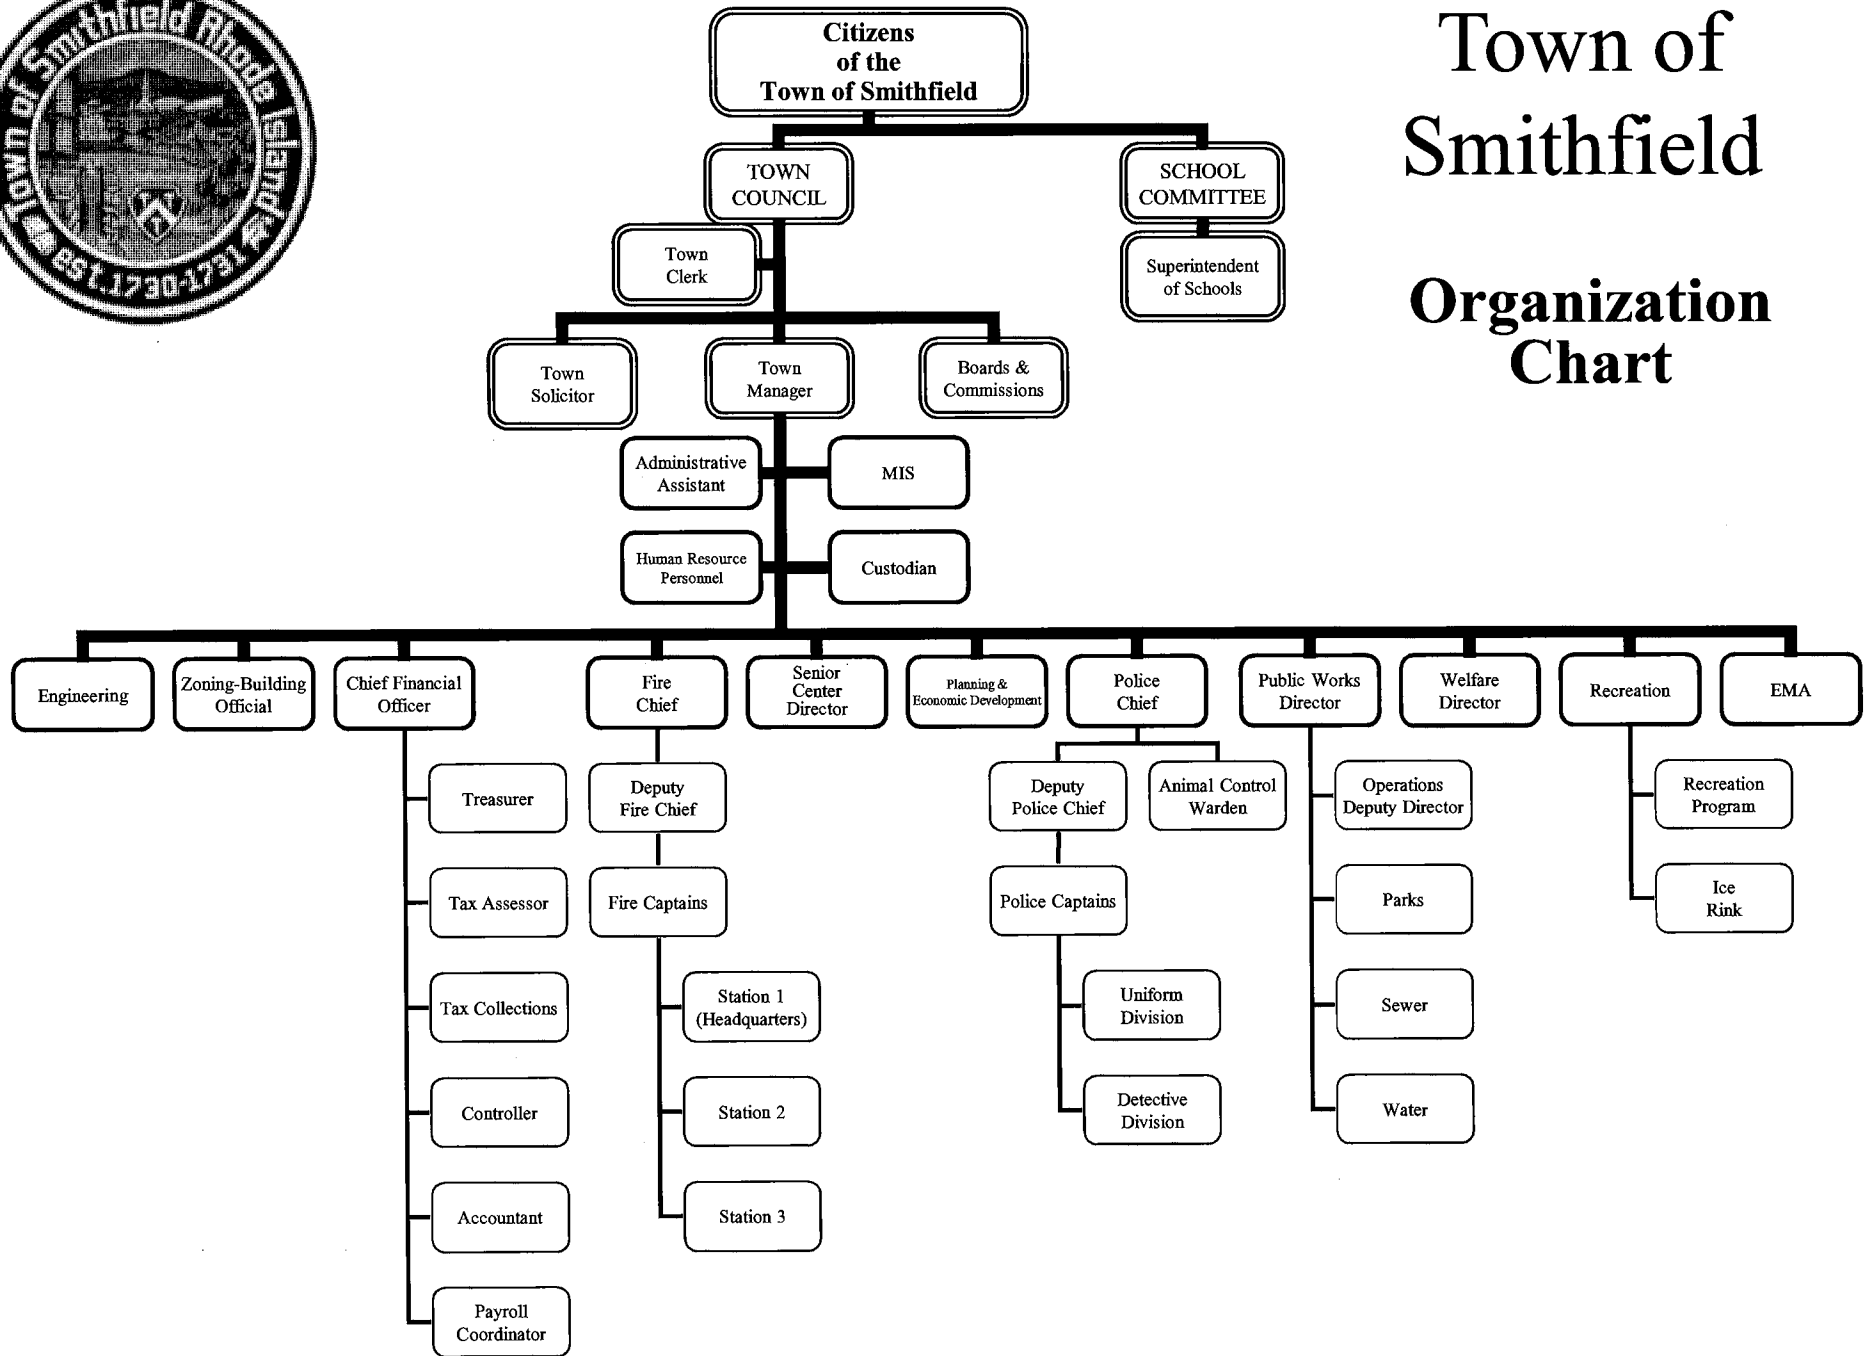 Town of Smithfield Rhode Island
EST. 1730-1731
Citizens
of the
Town of Smithfield
Town of
Smithfield
Organization
Chart
TOWN
COUNCIL
SCHOOL
COMMITTEE
Town
Clerk
Superintendent
of Schools
Town
Solicitor
Town
Manager
Boards &
Commissions
Administrative
Assistant
MIS
Human Resource
Personnel
Custodian
Engineering
Zoning-Building
Official
Chief Financial
Officer
Fire
Chief
Senior
Center
Director
Planning &
Economic Development
Police
Chief
Public Works
Director
Welfare
Director
Recreation
EMA
Treasurer
Tax Assessor
Tax Collections
Controller
Accountant
Payroll
Coordinator
Deputy
Fire Chief
Fire Captains
Station 1
(Headquarters)
Station 2
Station 3
Deputy
Police Chief
Animal Control
Warden
Police Captains
Uniform
Division
Detective
Division
Operations
Deputy Director
Parks
Sewer
Water
Recreation
Program
Ice
Rink